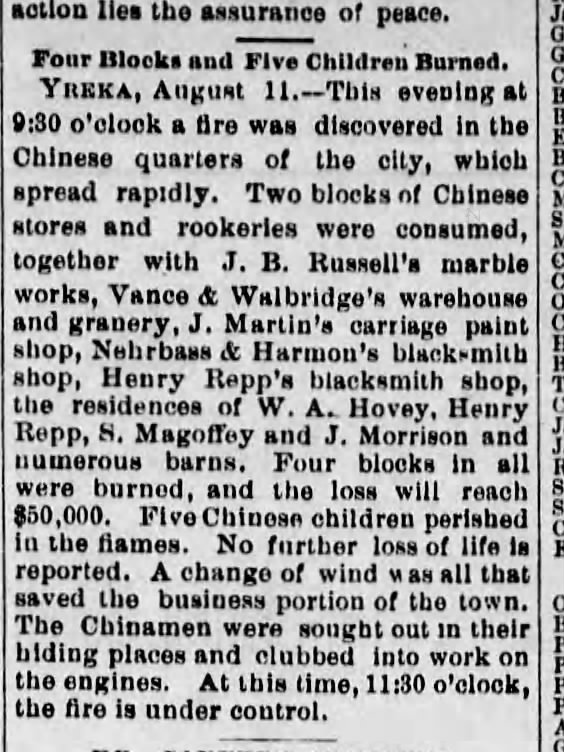 action lies the assurance of peace.
Four Blocks and Five Children Burned.
YREKA, August 11.—This evening at
9:30 o'clock a fire was discovered in the
Chinese quarters of the city, which
spread rapidly. Two blocks of Chinese
stores and rookeries were consumed,
together with J. B. Russell's marble
works, Vance & Walbridge's warehouse
and granery, J. Martin's carriage paint
shop, Nehrbass & Harmon's blacksmith
shop, Henry Repp's blacksmith shop,
the residences of W. A. Hovey, Henry
Repp, S. Magoffey and J. Morrison and
numerous barns. Four blocks in all
were burned, and the loss will reach
$50,000. Five Chinese children perished
in the flames. No further loss of life is
reported. A change of wind was all that
saved the business portion of the town.
The Chinamen were sought out in their
hiding places and clubbed into work on
the engines. At this time, 11:30 o'clock,
the fire is under control.